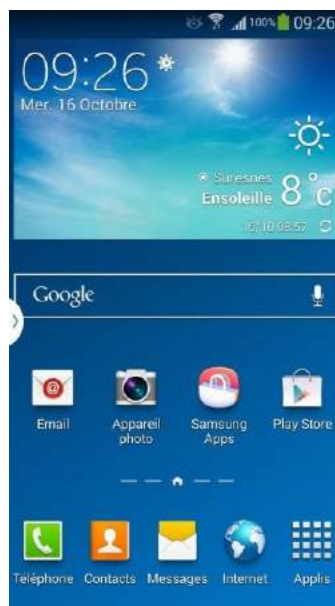 100% 09:26
09:26
Mer. 16 Octobre
Suresnes
Ensoleillé 8°C
16/10 08:57
Google
Email
Appareil photo
Samsung Apps
Play Store
Téléphone
Contacts
Messages
Internet
Applis